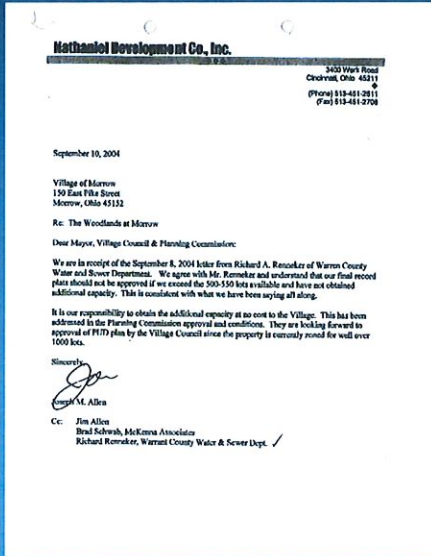 Nathaniel Development Co., Inc.
3400 Werk Road
Cincinnati, Ohio 45211
(Phone) 513-451-2611
(Fax) 513-451-2708
September 10, 2004
Village of Morrow
150 East Pike Street
Morrow, Ohio 45152
Re: The Woodlands at Morrow
Dear Mayor, Village Council & Planning Commission:
We are in receipt of the September 8, 2004 letter from Richard A. Renneker of Warren County
Water and Sewer Department. We agree with Mr. Renneker and understand that our final record
plats should not be approved if we exceed the 500-550 lots available and have not obtained
additional capacity. This is consistent with what we have been saying all along.
It is our responsibility to obtain the additional capacity at no cost to the Village. This has been
addressed in the Planning Commission approval and conditions. They are looking forward to
approval of PUD plan by the Village Council since the property is currently zoned for well over
1000 lots.
Sincerely,
Joseph M. Allen
Cc: Jim Allen
Brad Schwab, McKenna Associates
Richard Renneker, Warrant County Water & Sewer Dept.